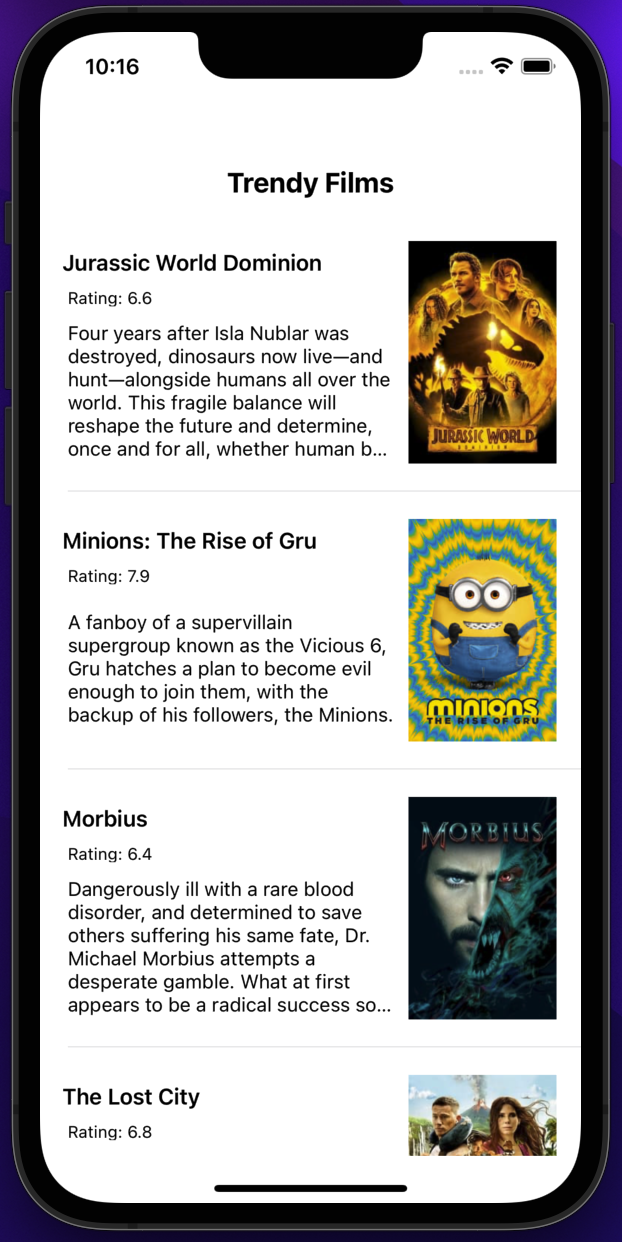 10:16
Trendy Films
Jurassic World Dominion
Rating: 6.6
Four years after Isla Nublar was
destroyed, dinosaurs now live—and
hunt—alongside humans all over the
world. This fragile balance will
reshape the future and determine,
once and for all, whether human b...
JURASSIC WORLD
DOMINION
Minions: The Rise of Gru
Rating: 7.9
A fanboy of a supervillain
supergroup known as the Vicious 6,
Gru hatches a plan to become evil
enough to join them, with the
backup of his followers, the Minions.
MINIONS
THE RISE OF GRU
Morbius
Rating: 6.4
Dangerously ill with a rare blood
disorder, and determined to save
others suffering his same fate, Dr.
Michael Morbius attempts a
desperate gamble. What at first
appears to be a radical success so...
MORBIUS
The Lost City
Rating: 6.8